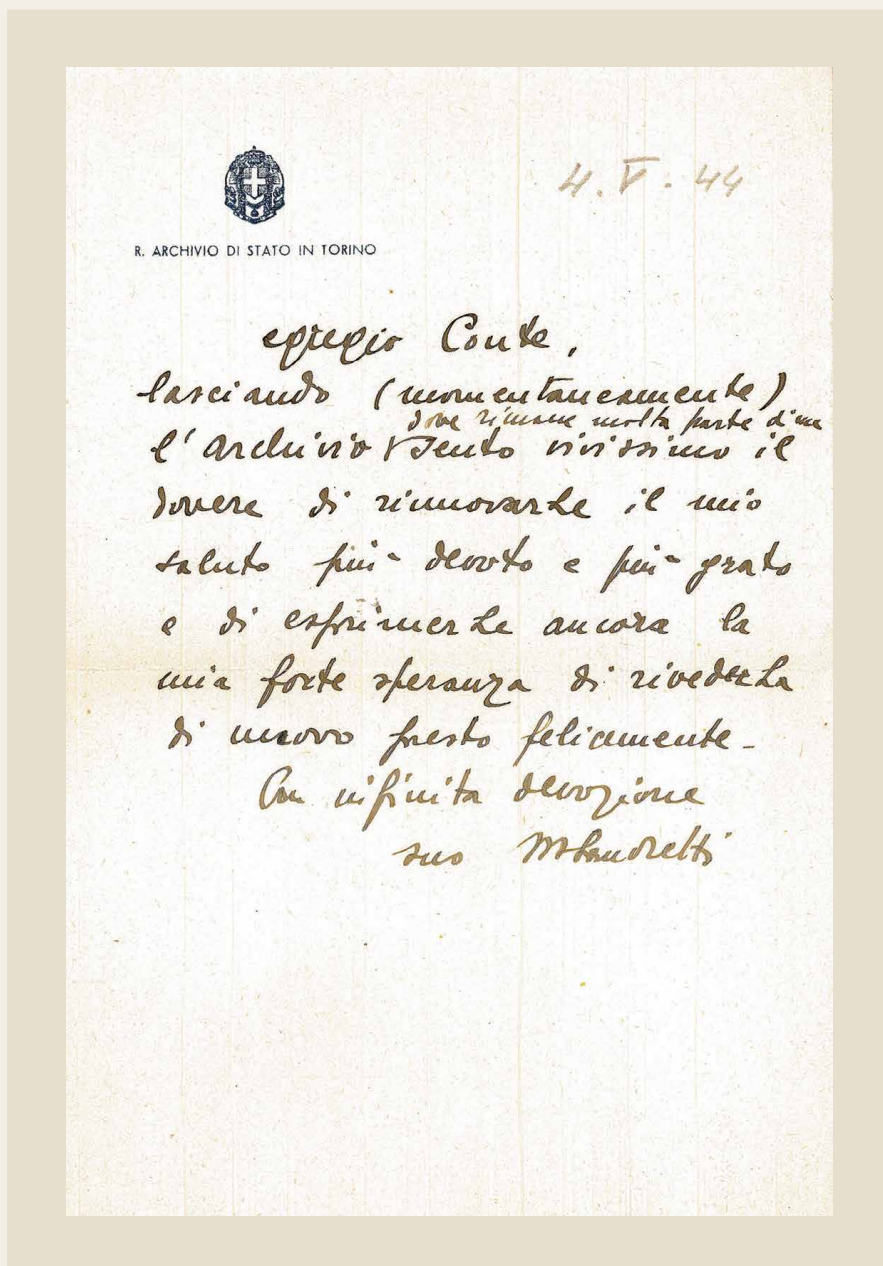 4. V. 44
R. ARCHIVIO DI STATO IN TORINO
egregio Conte,
lasciando (momentaneamente)
dove rimane molta parte di me
l'archivio sento vivissimo il
dovere di rinnovarLe il mio
saluto più devoto e più grato
e di esprimerLe ancora la
mia forte speranza di rivederLa
di nuovo presto felicemente -
Con infinita devozione
suo